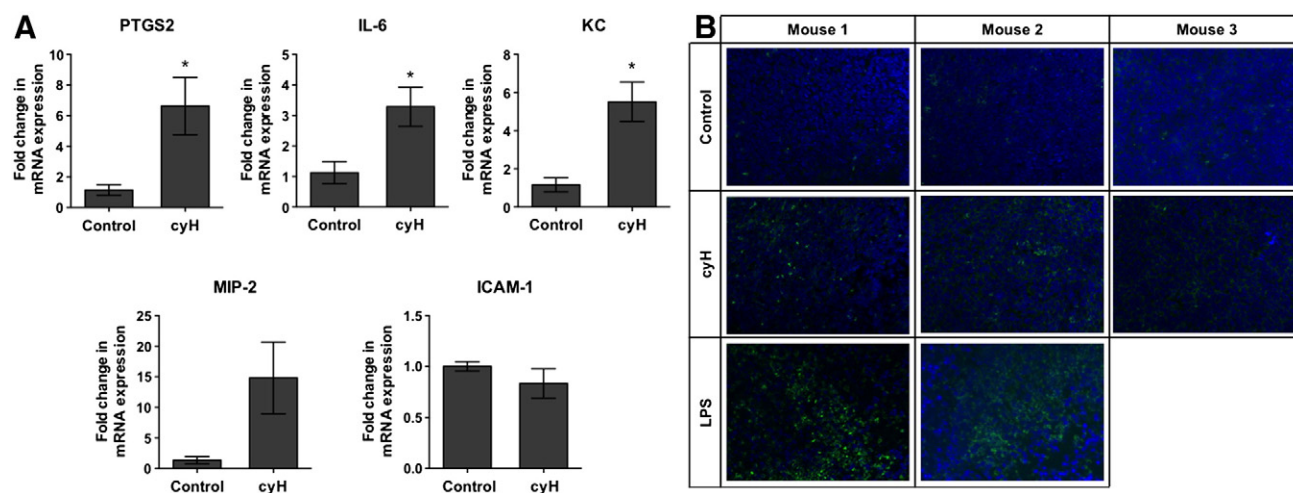 A
PTGS2
Fold change in
mRNA expression
10
8
6
4
2
0
*
Control
cyH
IL-6
Fold change in
mRNA expression
5
4
3
2
1
0
*
Control
cyH
KC
Fold change in
mRNA expression
8
6
4
2
0
*
Control
cyH
MIP-2
Fold change in
mRNA expression
25
20
15
10
5
0
Control
cyH
ICAM-1
Fold change in
mRNA expression
1.5
1.0
0.5
0.0
Control
cyH
B
Mouse 1
Mouse 2
Mouse 3
Control
cyH
LPS